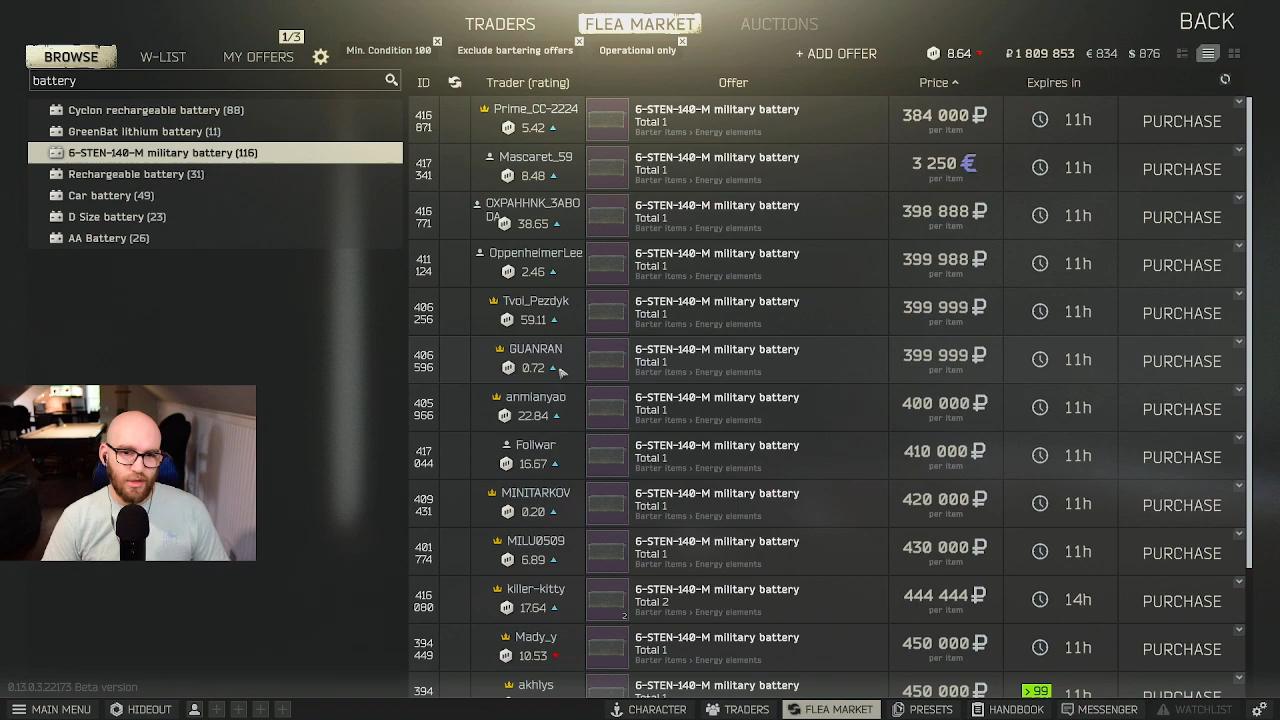 TRADERS
FLEA MARKET
AUCTIONS
BACK
1/3
BROWSE
W-LIST
MY OFFERS
Min. Condition 100
Exclude bartering offers
Operational only
+ ADD OFFER
8.64
₽ 1 809 853
€ 834
$ 876
battery
ID
Trader (rating)
Offer
Price
Expires in
Cyclon rechargeable battery (88)
GreenBat lithium battery (11)
6-STEN-140-M military battery (116)
Rechargeable battery (31)
Car battery (49)
D Size battery (23)
AA Battery (26)
416 871
Prime_CC-2224
5.42
6-STEN-140-M military battery
Total 1
Barter items › Energy elements
384 000 ₽
per item
11h
PURCHASE
417 341
Mascaret_59
8.48
6-STEN-140-M military battery
Total 1
Barter items › Energy elements
3 250 €
per item
11h
PURCHASE
416 771
OXPAHHNK_3ABO
DA
38.65
6-STEN-140-M military battery
Total 1
Barter items › Energy elements
398 888 ₽
per item
11h
PURCHASE
411 124
OppenheimerLee
2.46
6-STEN-140-M military battery
Total 1
Barter items › Energy elements
399 988 ₽
per item
11h
PURCHASE
406 256
Tvol_Pezdyk
59.11
6-STEN-140-M military battery
Total 1
Barter items › Energy elements
399 999 ₽
per item
11h
PURCHASE
406 596
GUANRAN
0.72
6-STEN-140-M military battery
Total 1
Barter items › Energy elements
399 999 ₽
per item
11h
PURCHASE
405 966
anmianyao
22.84
6-STEN-140-M military battery
Total 1
Barter items › Energy elements
400 000 ₽
per item
11h
PURCHASE
417 044
Follwar
16.67
6-STEN-140-M military battery
Total 1
Barter items › Energy elements
410 000 ₽
per item
11h
PURCHASE
409 431
MINITARKOV
0.20
6-STEN-140-M military battery
Total 1
Barter items › Energy elements
420 000 ₽
per item
11h
PURCHASE
401 774
MILU0509
6.89
6-STEN-140-M military battery
Total 1
Barter items › Energy elements
430 000 ₽
per item
11h
PURCHASE
416 080
killer-kitty
17.64
2
6-STEN-140-M military battery
Total 2
Barter items › Energy elements
444 444 ₽
per item
14h
PURCHASE
394 449
Mady_y
10.53
6-STEN-140-M military battery
Total 1
Barter items › Energy elements
450 000 ₽
per item
11h
PURCHASE
394
akhlys
6-STEN-140-M military battery
450 000 ₽
11h
PURCHASE
0.13.0.3.22173 Beta version
> 99
MAIN MENU
HIDEOUT
CHARACTER
TRADERS
FLEA MARKET
PRESETS
HANDBOOK
MESSENGER
WATCHLIST